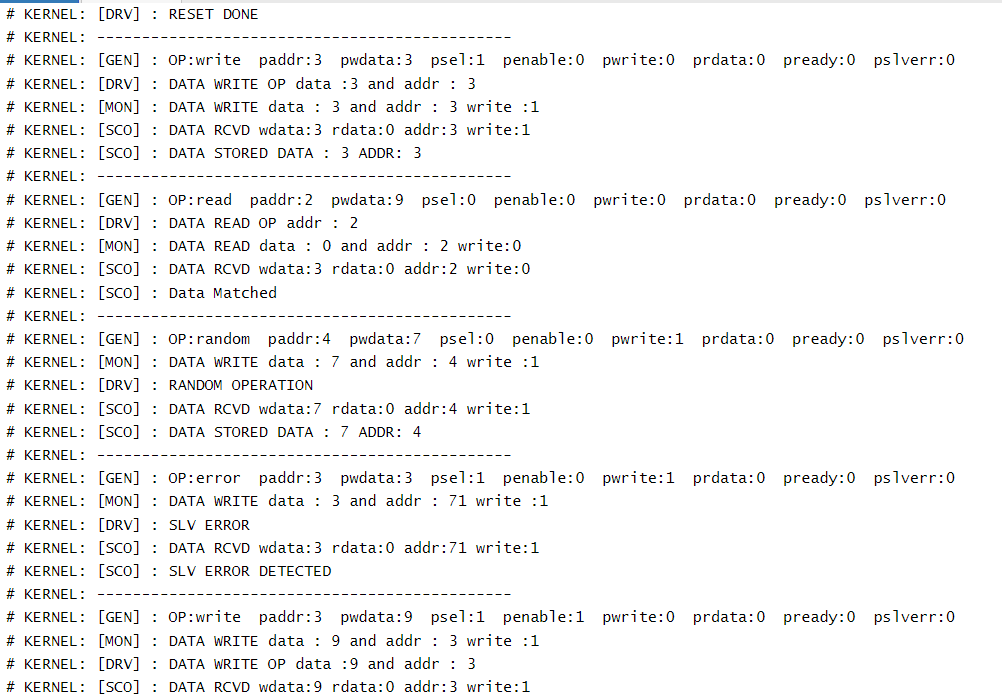 # KERNEL: [DRV] : RESET DONE
# KERNEL: ----------------------------------------------
# KERNEL: [GEN] : OP:write  paddr:3  pwdata:3  psel:1  penable:0  pwrite:0  prdata:0  pready:0  pslverr:0
# KERNEL: [DRV] : DATA WRITE OP data :3 and addr : 3
# KERNEL: [MON] : DATA WRITE data : 3 and addr : 3 write :1
# KERNEL: [SCO] : DATA RCVD wdata:3 rdata:0 addr:3 write:1
# KERNEL: [SCO] : DATA STORED DATA : 3 ADDR: 3
# KERNEL: ----------------------------------------------
# KERNEL: [GEN] : OP:read  paddr:2  pwdata:9  psel:0  penable:0  pwrite:0  prdata:0  pready:0  pslverr:0
# KERNEL: [DRV] : DATA READ OP addr : 2
# KERNEL: [MON] : DATA READ data : 0 and addr : 2 write:0
# KERNEL: [SCO] : DATA RCVD wdata:3 rdata:0 addr:2 write:0
# KERNEL: [SCO] : Data Matched
# KERNEL: ----------------------------------------------
# KERNEL: [GEN] : OP:random  paddr:4  pwdata:7  psel:0  penable:0  pwrite:1  prdata:0  pready:0  pslverr:0
# KERNEL: [MON] : DATA WRITE data : 7 and addr : 4 write :1
# KERNEL: [DRV] : RANDOM OPERATION
# KERNEL: [SCO] : DATA RCVD wdata:7 rdata:0 addr:4 write:1
# KERNEL: [SCO] : DATA STORED DATA : 7 ADDR: 4
# KERNEL: ----------------------------------------------
# KERNEL: [GEN] : OP:error  paddr:3  pwdata:3  psel:1  penable:0  pwrite:1  prdata:0  pready:0  pslverr:0
# KERNEL: [MON] : DATA WRITE data : 3 and addr : 71 write :1
# KERNEL: [DRV] : SLV ERROR
# KERNEL: [SCO] : DATA RCVD wdata:3 rdata:0 addr:71 write:1
# KERNEL: [SCO] : SLV ERROR DETECTED
# KERNEL: ----------------------------------------------
# KERNEL: [GEN] : OP:write  paddr:3  pwdata:9  psel:1  penable:1  pwrite:0  prdata:0  pready:0  pslverr:0
# KERNEL: [MON] : DATA WRITE data : 9 and addr : 3 write :1
# KERNEL: [DRV] : DATA WRITE OP data :9 and addr : 3
# KERNEL: [SCO] : DATA RCVD wdata:9 rdata:0 addr:3 write:1